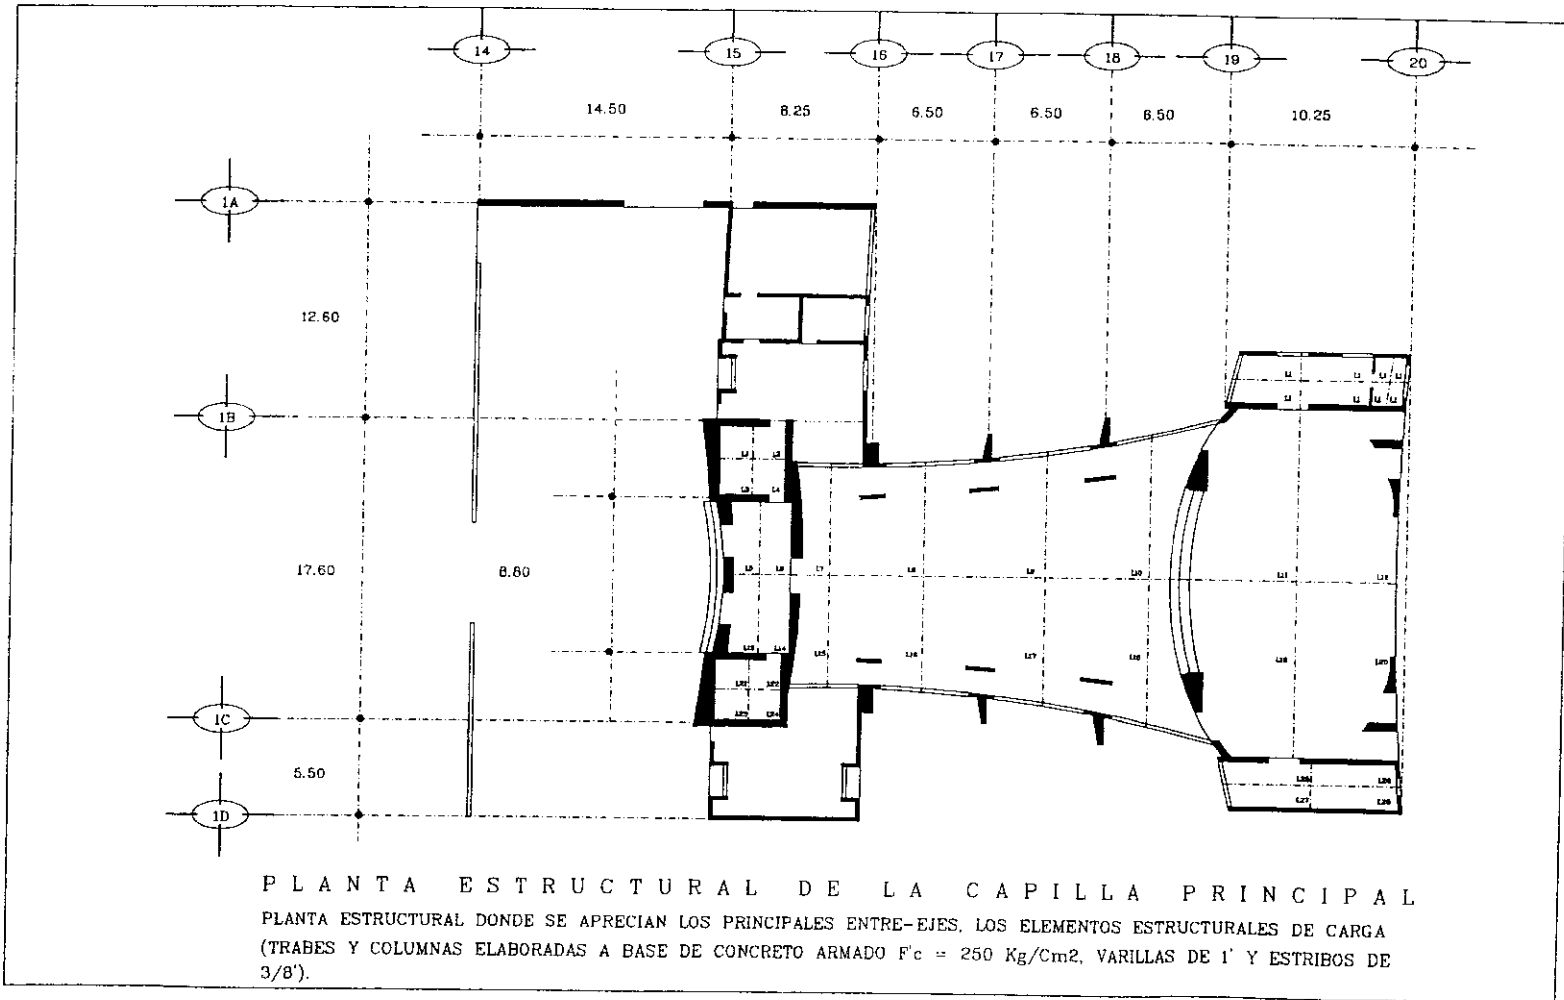 14 15 16 17 18 19 20
14.50 8.25 6.50 6.50 6.50 10.25
1A
12.60
1B
17.60 8.80
1C
5.50
1D
PLANTA ESTRUCTURAL DE LA CAPILLA PRINCIPAL
PLANTA ESTRUCTURAL DONDE SE APRECIAN LOS PRINCIPALES ENTRE-EJES, LOS ELEMENTOS ESTRUCTURALES DE CARGA
(TRABES Y COLUMNAS ELABORADAS A BASE DE CONCRETO ARMADO F'c = 250 Kg/Cm2, VARILLAS DE 1' Y ESTRIBOS DE
3/8').